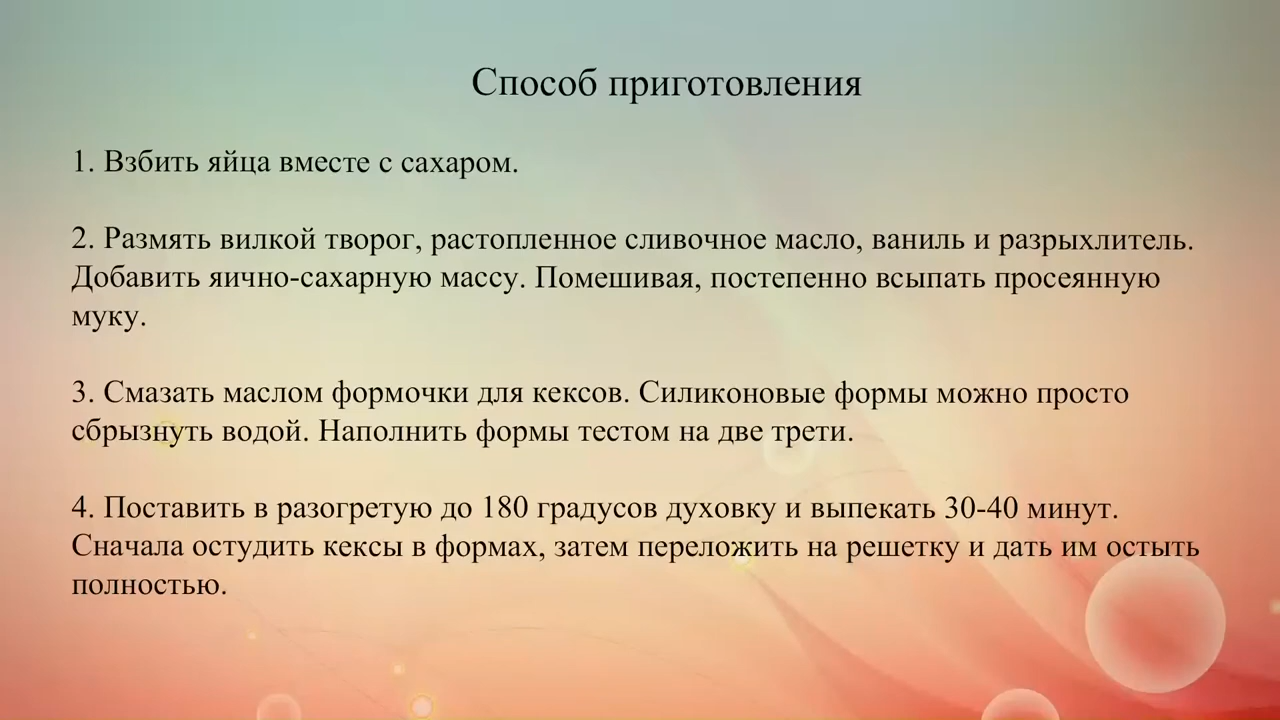 Способ приготовления
1. Взбить яйца вместе с сахаром.
2. Размять вилкой творог, растопленное сливочное масло, ваниль и разрыхлитель.
Добавить яично-сахарную массу. Помешивая, постепенно всыпать просеянную
муку.
3. Смазать маслом формочки для кексов. Силиконовые формы можно просто
сбрызнуть водой. Наполнить формы тестом на две трети.
4. Поставить в разогретую до 180 градусов духовку и выпекать 30-40 минут.
Сначала остудить кексы в формах, затем переложить на решетку и дать им остыть
полностью.